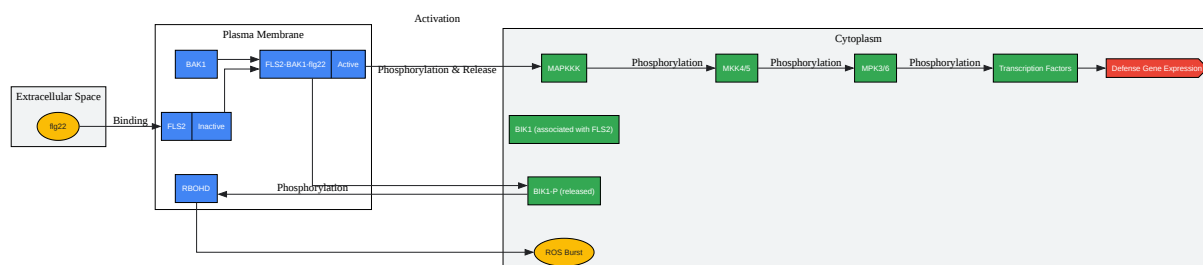 Activation
Plasma Membrane
Cytoplasm
BAK1
FLS2-BAK1-flg22
Active
Phosphorylation & Release
MAPKKK
Phosphorylation
MKK4/5
Phosphorylation
MPK3/6
Phosphorylation
Transcription Factors
Defense Gene Expression
Extracellular Space
flg22
Binding
FLS2
Inactive
BIK1 (associated with FLS2)
RBOHD
Phosphorylation
BIK1-P (released)
ROS Burst